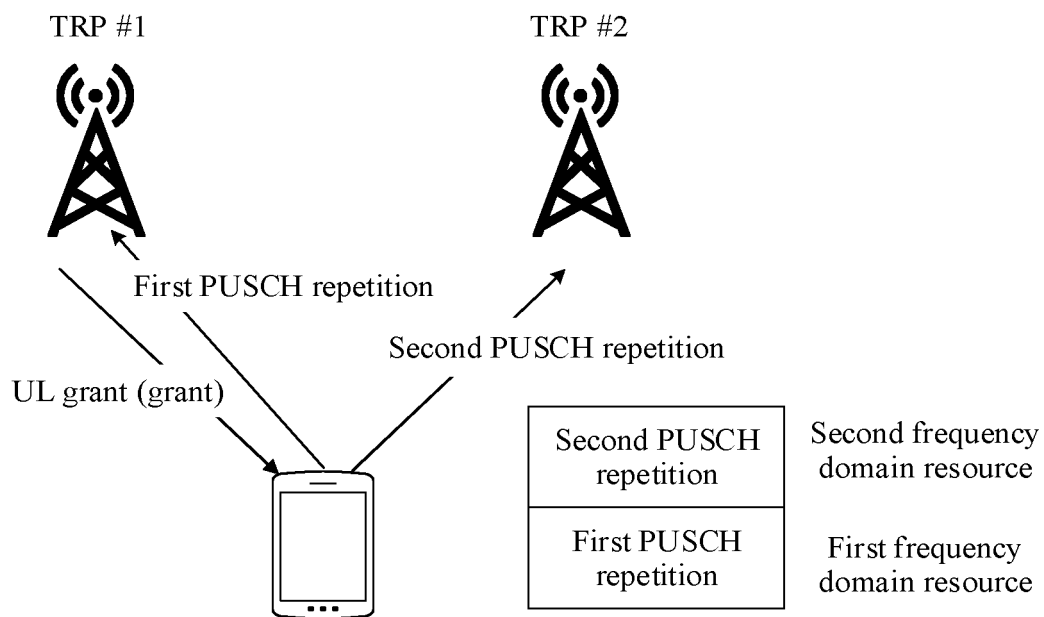 TRP #1
TRP #2
First PUSCH repetition
Second PUSCH repetition
UL grant (grant)
Second PUSCH
repetition
Second frequency
domain resource
First PUSCH
repetition
First frequency
domain resource